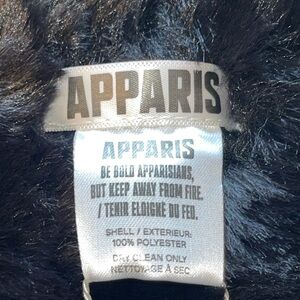 APPARIS
APPARIS
BE BOLD APPARISIANS,
BUT KEEP AWAY FROM FIRE.
/ TENIR ELOIGNÉ DU FEU.
SHELL / EXTERIEUR:
100% POLYESTER
DRY CLEAN ONLY
NETTOYAGE À SEC